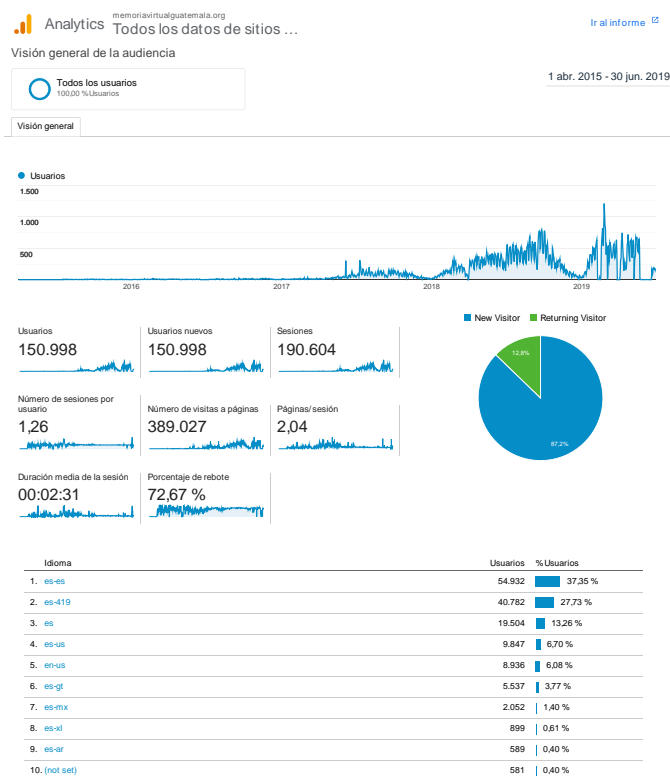 Analytics
memoriavirtualguatemala.org
Todos los datos de sitios …
Ir al informe
Visión general de la audiencia
Todos los usuarios
100,00 % Usuarios
1 abr. 2015 - 30 jun. 2019
Visión general
Usuarios
1.500
1.000
500
2016 2017 2018 2019
New Visitor Returning Visitor
12,8%
87,2%
Usuarios
150.998
Usuarios nuevos
150.998
Sesiones
190.604
Número de sesiones por
usuario
1,26
Número de visitas a páginas
389.027
Páginas/sesión
2,04
Duración media de la sesión
00:02:31
Porcentaje de rebote
72,67 %
Idioma Usuarios % Usuarios
1. es-es 54.932 37,35 %
2. es-419 40.782 27,73 %
3. es 19.504 13,26 %
4. es-us 9.847 6,70 %
5. en-us 8.936 6,08 %
6. es-gt 5.537 3,77 %
7. es-mx 2.052 1,40 %
8. es-xl 899 0,61 %
9. es-ar 589 0,40 %
10. (not set) 581 0,40 %